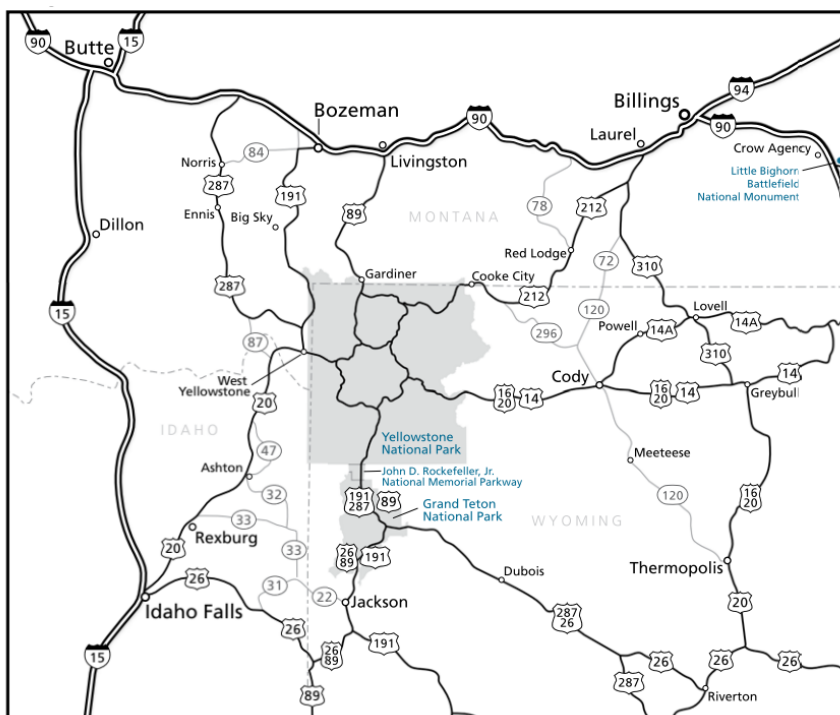 90
15
Butte
94
Billings
Bozeman
90
90
Laurel
Crow Agency
Livingston
Norris
84
Little Bighorn
Battlefield
National Monument
287
191
89
78
212
Ennis
Big Sky
MONTANA
Dillon
Red Lodge
72
310
Gardiner
Cooke City
287
212
15
120
Lovell
296
Powell
14A
14A
87
310
West
Yellowstone
14
Cody
16
20
14
16
20
14
Greybull
20
IDAHO
Yellowstone
National Park
47
Meeteese
Ashton
John D. Rockefeller, Jr.
National Memorial Parkway
32
191
287
89
120
16
20
Grand Teton
National Park
33
WYOMING
Rexburg
20
33
26
89
191
Thermopolis
Dubois
26
31
22
Jackson
20
Idaho Falls
287
26
26
15
26
89
191
26
26
26
287
89
Riverton